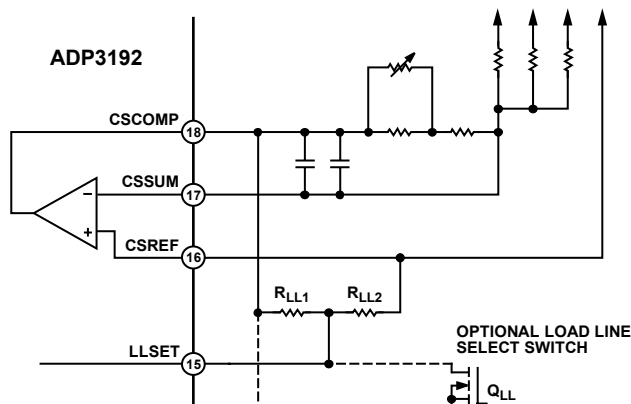 ADP3192
CSCOMP
18
CSSUM
17
CSREF
16
RLL1
RLL2
LLSET
15
OPTIONAL LOAD LINE
SELECT SWITCH
QLL
−
+